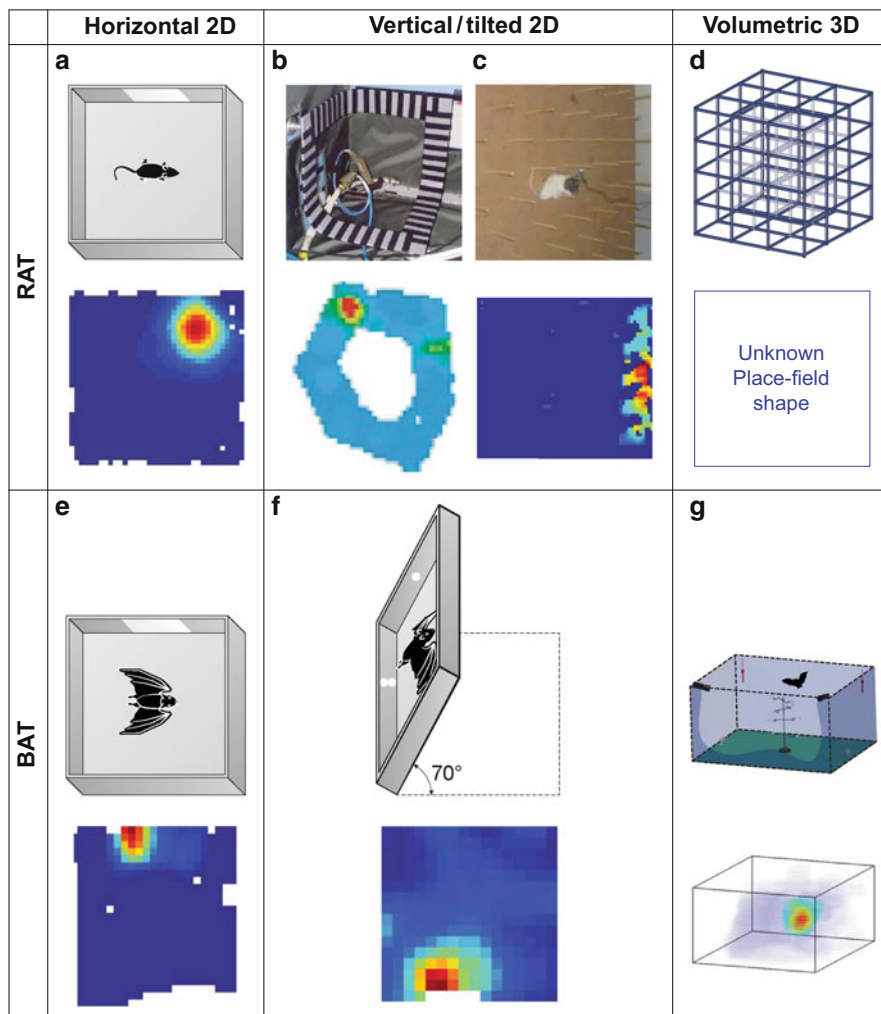 Horizontal 2D
Vertical/tilted 2D
Volumetric 3D
RAT
a
b
c
d
Unknown
Place-field
shape
BAT
e
f
g
70°